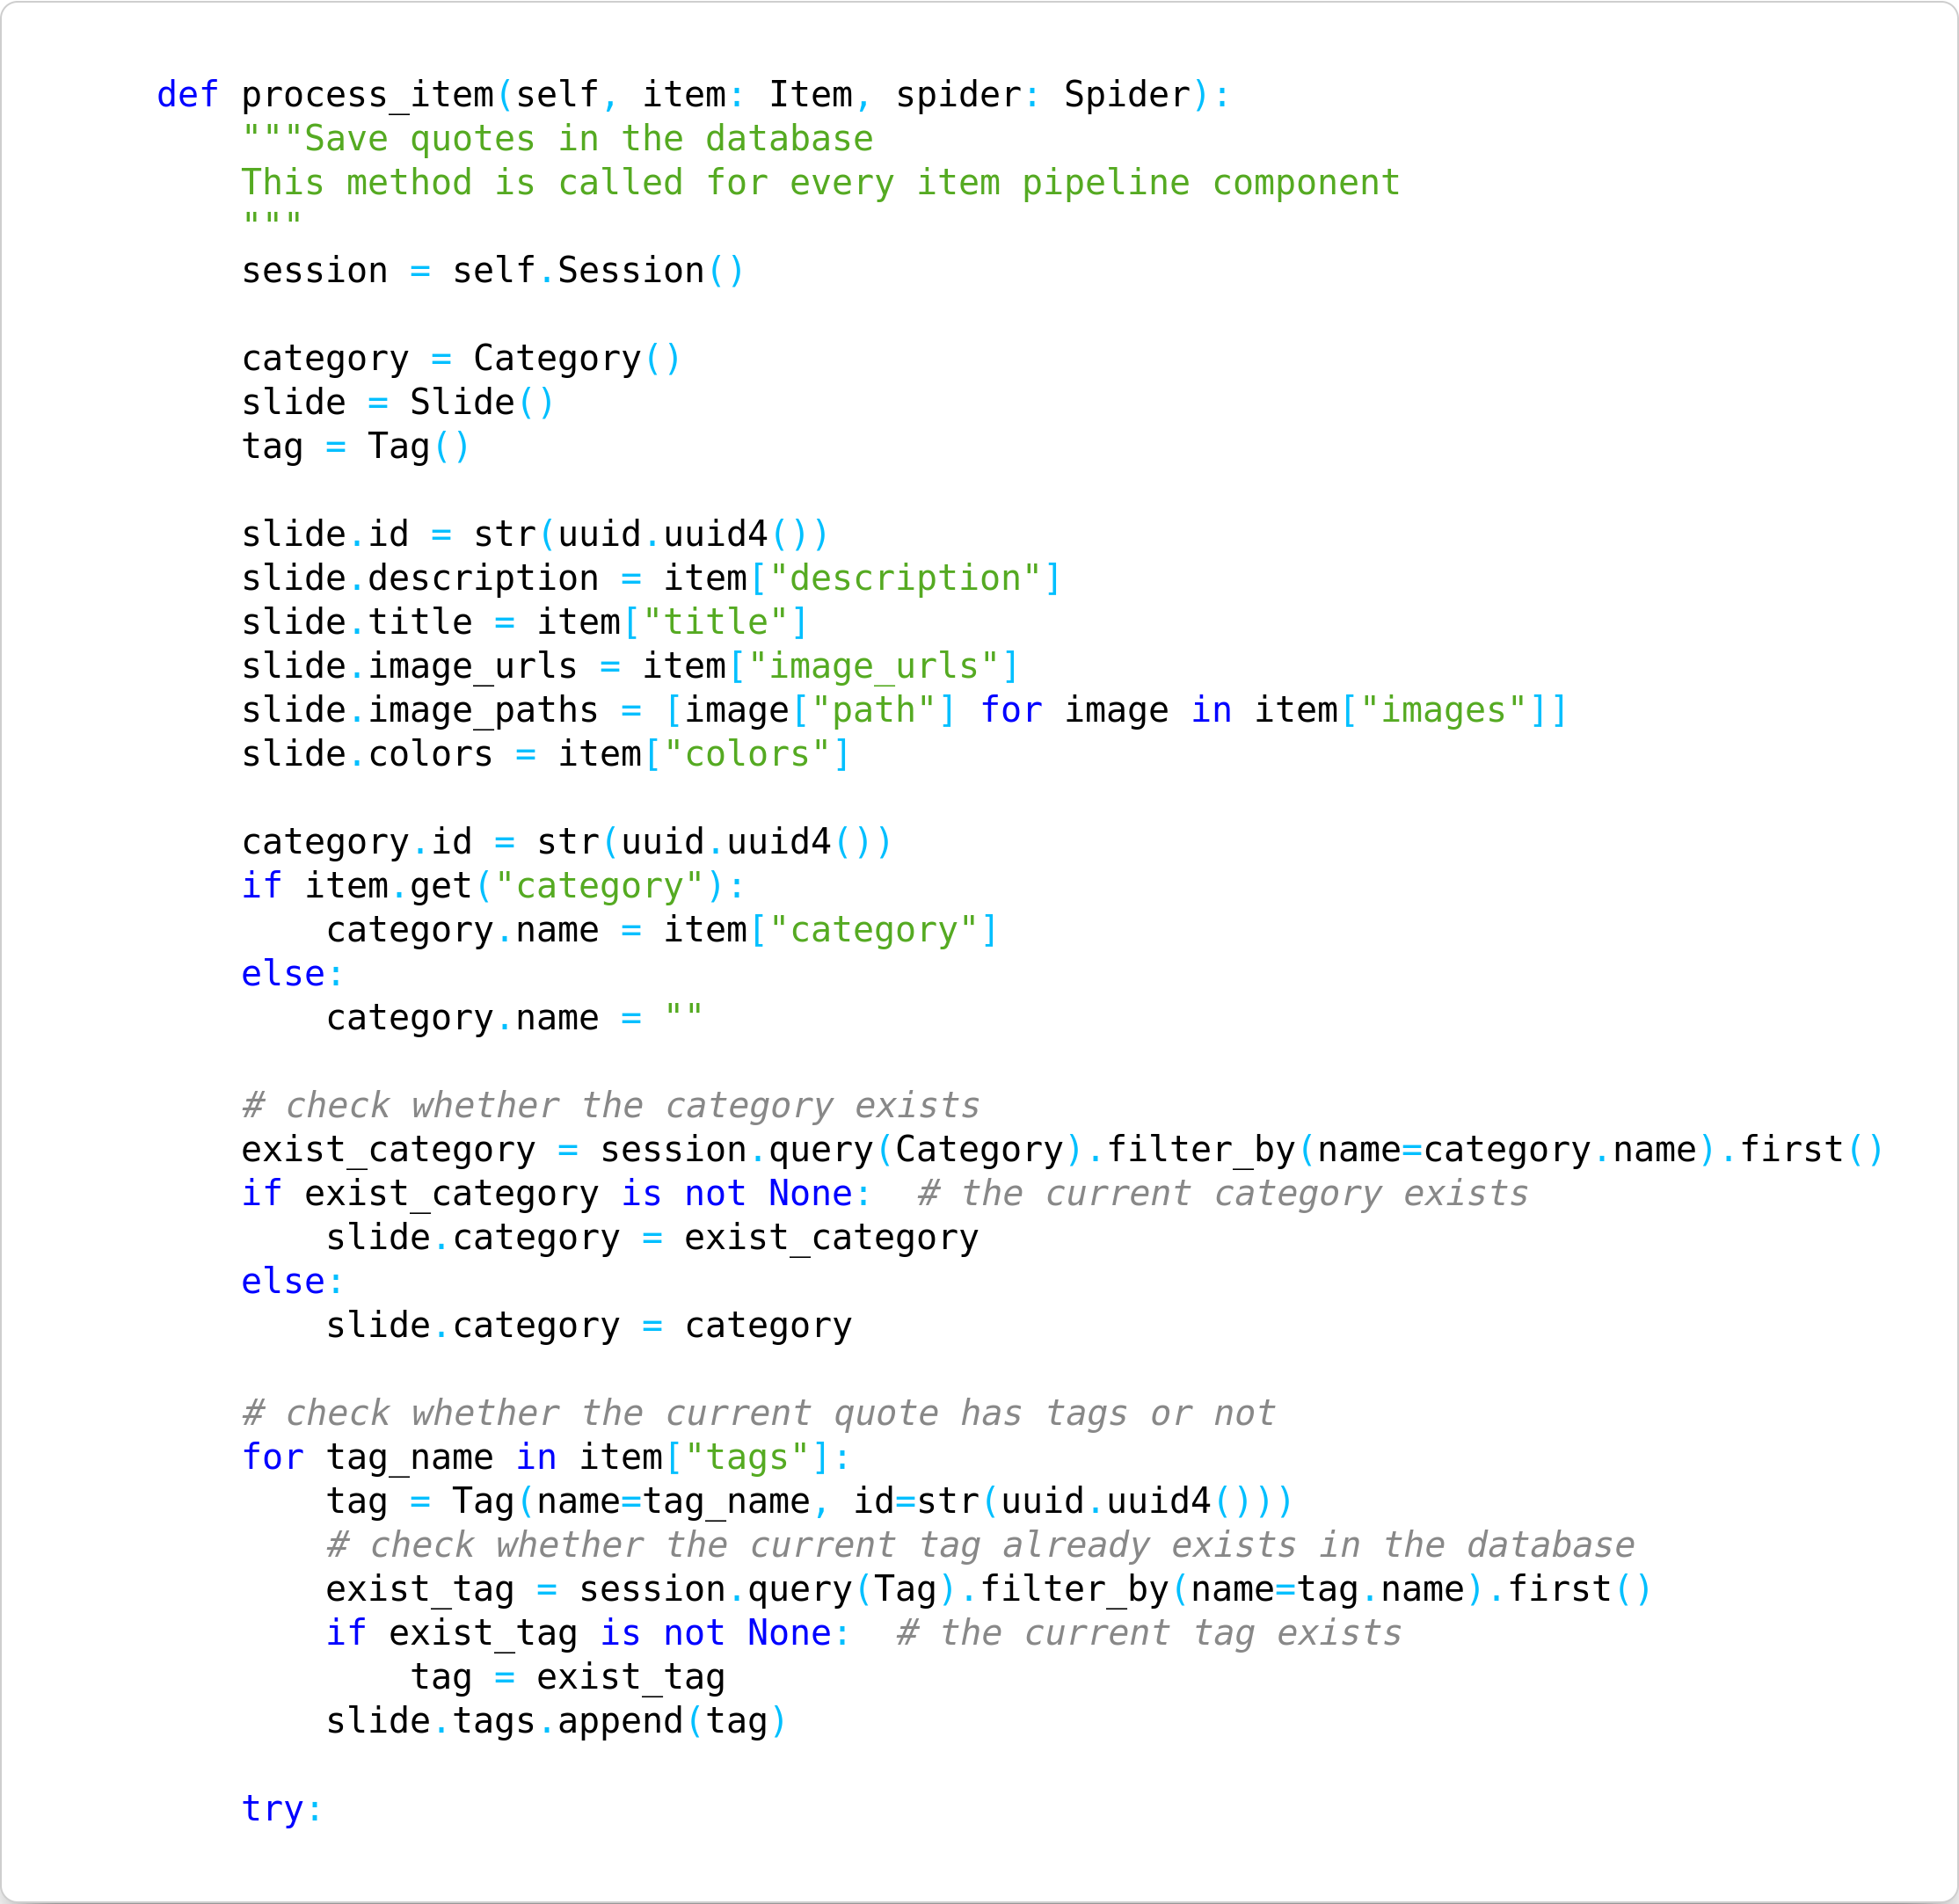 def process_item(self, item: Item, spider: Spider):
    """Save quotes in the database
    This method is called for every item pipeline component
    """
    session = self.Session()

    category = Category()
    slide = Slide()
    tag = Tag()

    slide.id = str(uuid.uuid4())
    slide.description = item["description"]
    slide.title = item["title"]
    slide.image_urls = item["image_urls"]
    slide.image_paths = [image["path"] for image in item["images"]]
    slide.colors = item["colors"]

    category.id = str(uuid.uuid4())
    if item.get("category"):
        category.name = item["category"]
    else:
        category.name = ""

    # check whether the category exists
    exist_category = session.query(Category).filter_by(name=category.name).first()
    if exist_category is not None:  # the current category exists
        slide.category = exist_category
    else:
        slide.category = category

    # check whether the current quote has tags or not
    for tag_name in item["tags"]:
        tag = Tag(name=tag_name, id=str(uuid.uuid4()))
        # check whether the current tag already exists in the database
        exist_tag = session.query(Tag).filter_by(name=tag.name).first()
        if exist_tag is not None:  # the current tag exists
            tag = exist_tag
        slide.tags.append(tag)

    try: